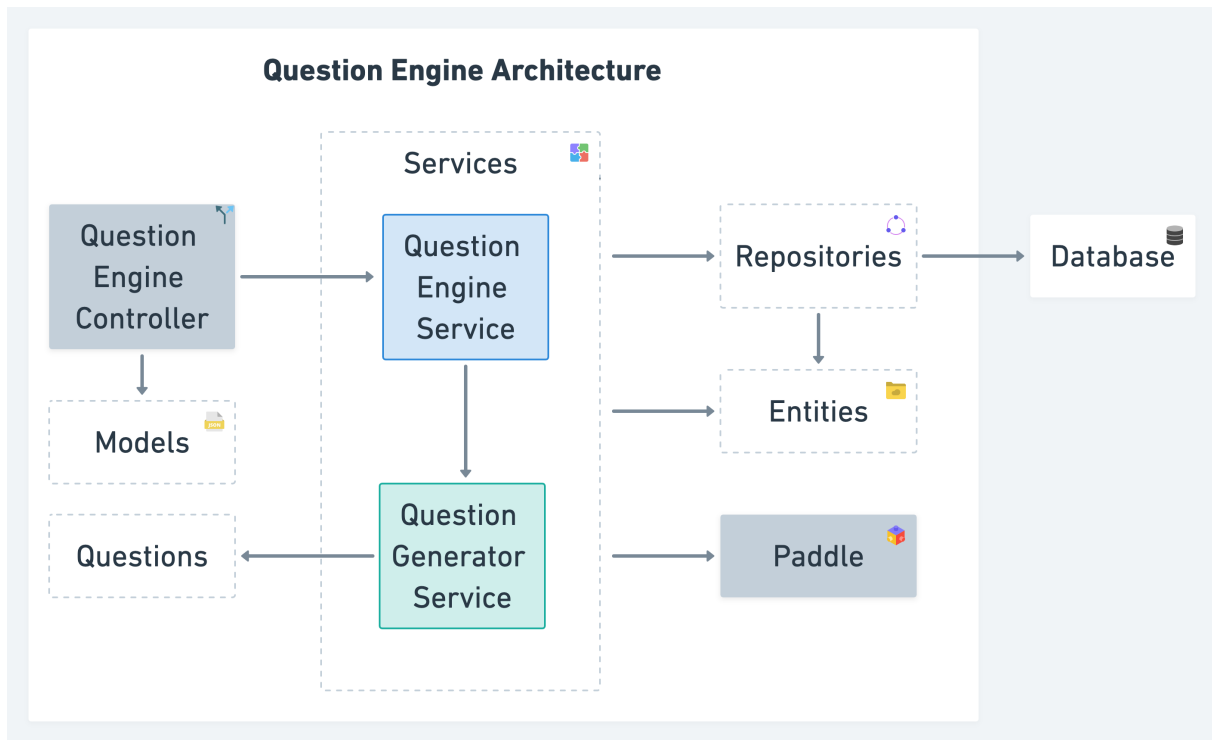 Question Engine Architecture
Services
Question
Engine
Controller
Question
Engine
Service
Repositories
Database
Models
Entities
Questions
Question
Generator
Service
Paddle